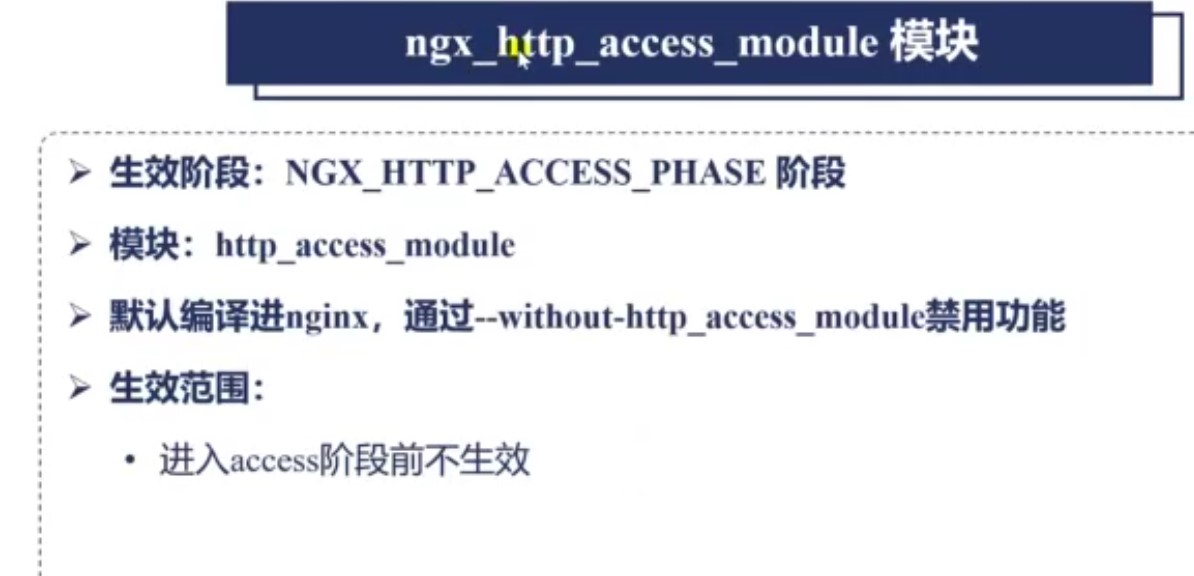 ngx_http_access_module 模块
生效阶段：NGX_HTTP_ACCESS_PHASE 阶段
模块：http_access_module
默认编译进nginx，通过--without-http_access_module禁用功能
生效范围：
进入access阶段前不生效